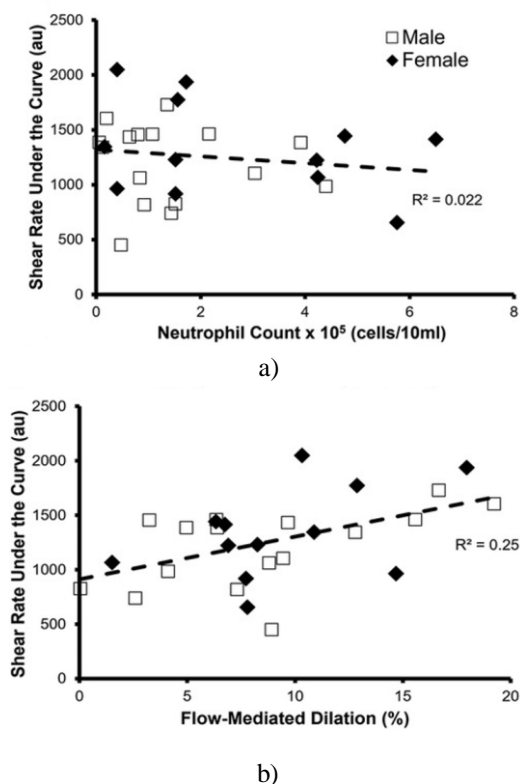 Male
Female
2500
2000
1500
1000
500
0
Shear Rate Under the Curve (au)
R² = 0.022
0 2 4 6 8
Neutrophil Count x 10⁵ (cells/10ml)
a)
2500
2000
1500
1000
500
0
Shear Rate Under the Curve (au)
R² = 0.25
0 5 10 15 20
Flow-Mediated Dilation (%)
b)